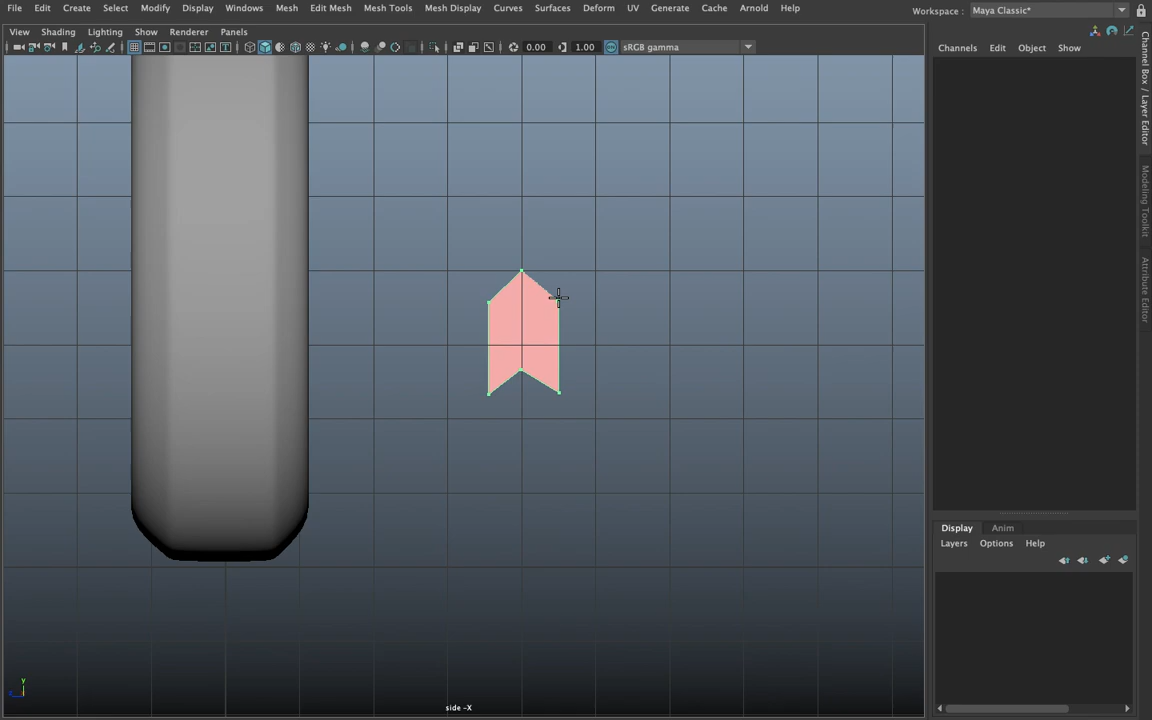 File Edit Create Select Modify Display Windows Mesh Edit Mesh Mesh Tools Mesh Display Curves Surfaces Deform UV Generate Cache Arnold Help
Workspace : Maya Classic*
View Shading Lighting Show Renderer Panels
0.00 1.00 sRGB gamma
Channels Edit Object Show
Channel Box / Layer Editor
Modeling Toolkit
Attribute Editor
Display Anim
Layers Options Help
y
z
side -X